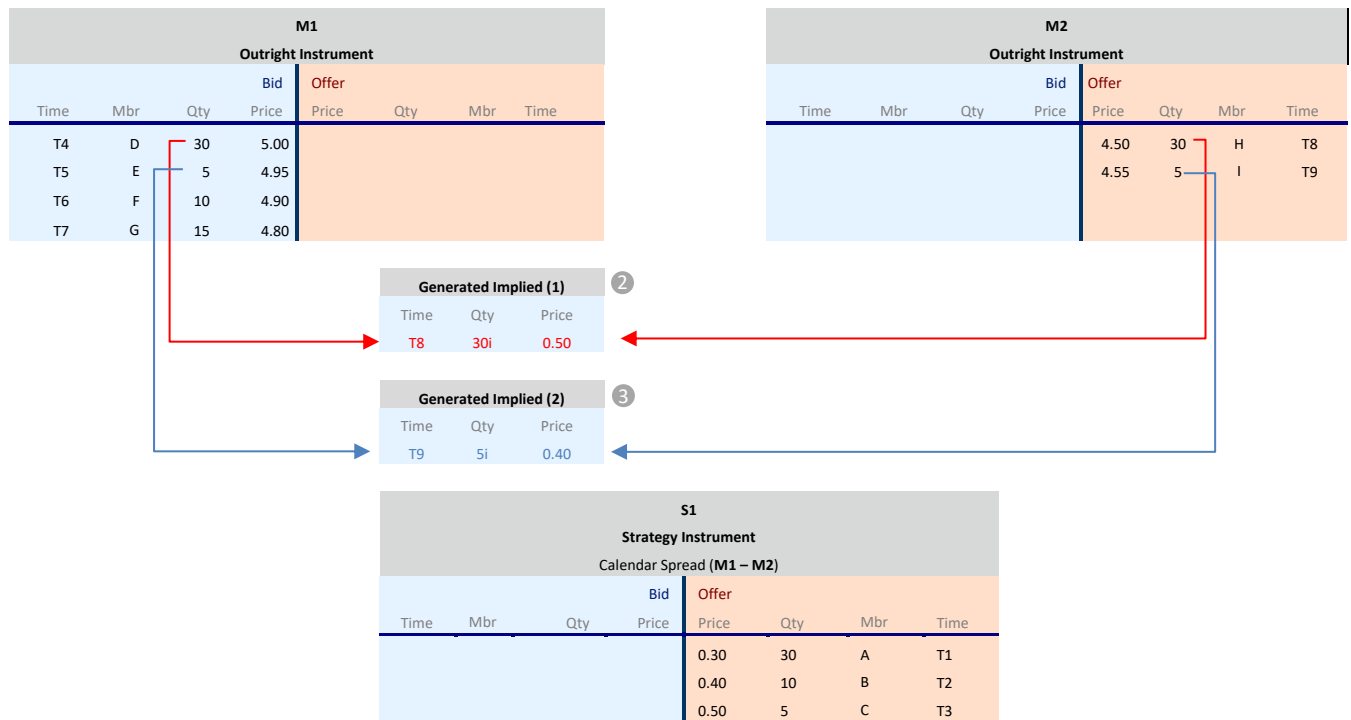 M1
Outright Instrument
Bid Offer
Time Mbr Qty Price Price Qty Mbr Time
T4 D 30 5.00
T5 E 5 4.95
T6 F 10 4.90
T7 G 15 4.80
M2
Outright Instrument
Bid Offer
Time Mbr Qty Price Price Qty Mbr Time
4.50 30 H T8
4.55 5 I T9
Generated Implied (1) 2
Time Qty Price
T8 30i 0.50
Generated Implied (2) 3
Time Qty Price
T9 5i 0.40
S1
Strategy Instrument
Calendar Spread (M1 – M2)
Bid Offer
Time Mbr Qty Price Price Qty Mbr Time
0.30 30 A T1
0.40 10 B T2
0.50 5 C T3